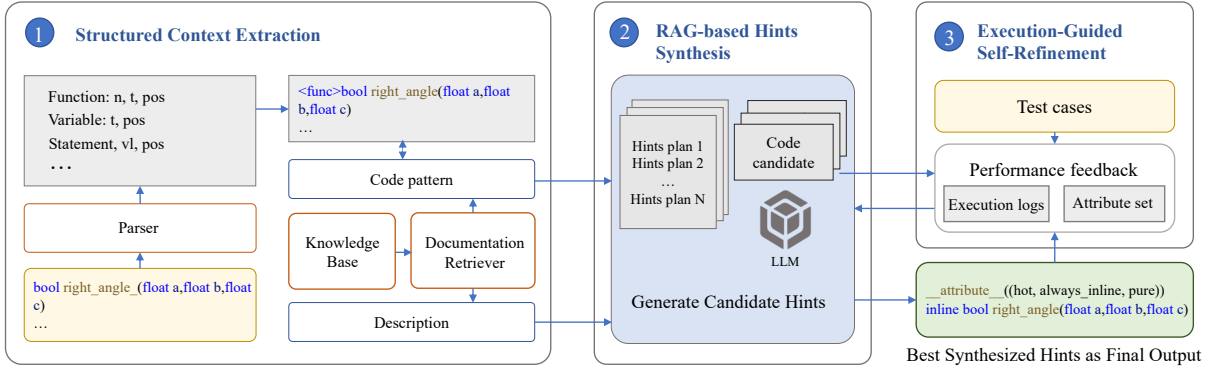 1
Structured Context Extraction
Function: n, t, pos
Variable: t, pos
Statement, vl, pos
...
Parser
bool right_angle_(float a,float b,float
c)
...
<func>bool right_angle(float a,float
b,float c)
...
Code pattern
Knowledge
Base
Documentation
Retriever
Description
2
RAG-based Hints
Synthesis
Hints plan 1
Hints plan 2
...
Hints plan N
Code
candidate
LLM
Generate Candidate Hints
3
Execution-Guided
Self-Refinement
Test cases
Performance feedback
Execution logs
Attribute set
__attribute__((hot, always_inline, pure))
inline bool right_angle(float a,float b,float c)
Best Synthesized Hints as Final Output